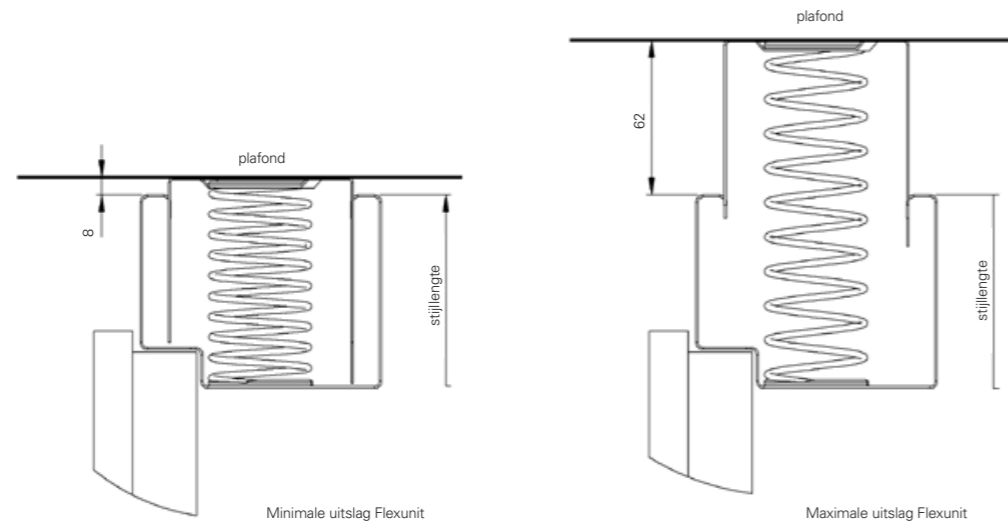 plafond
8
stijllengte
Minimale uitslag Flexunit
plafond
62
stijllengte
Maximale uitslag Flexunit